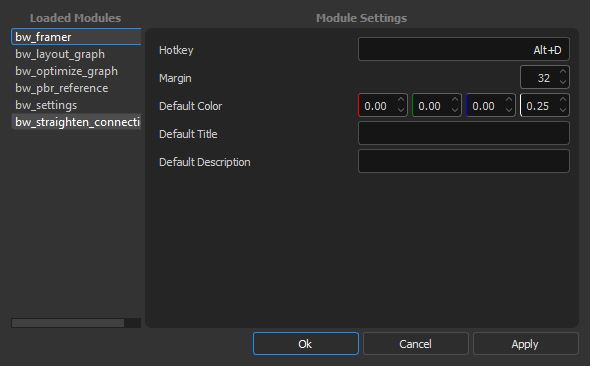 Loaded Modules
Module Settings
bw_framer
bw_layout_graph
bw_optimize_graph
bw_pbr_reference
bw_settings
bw_straighten_connecti
Hotkey
Alt+D
Margin
32
Default Color
0.00
0.00
0.00
0.25
Default Title
Default Description
Ok
Cancel
Apply